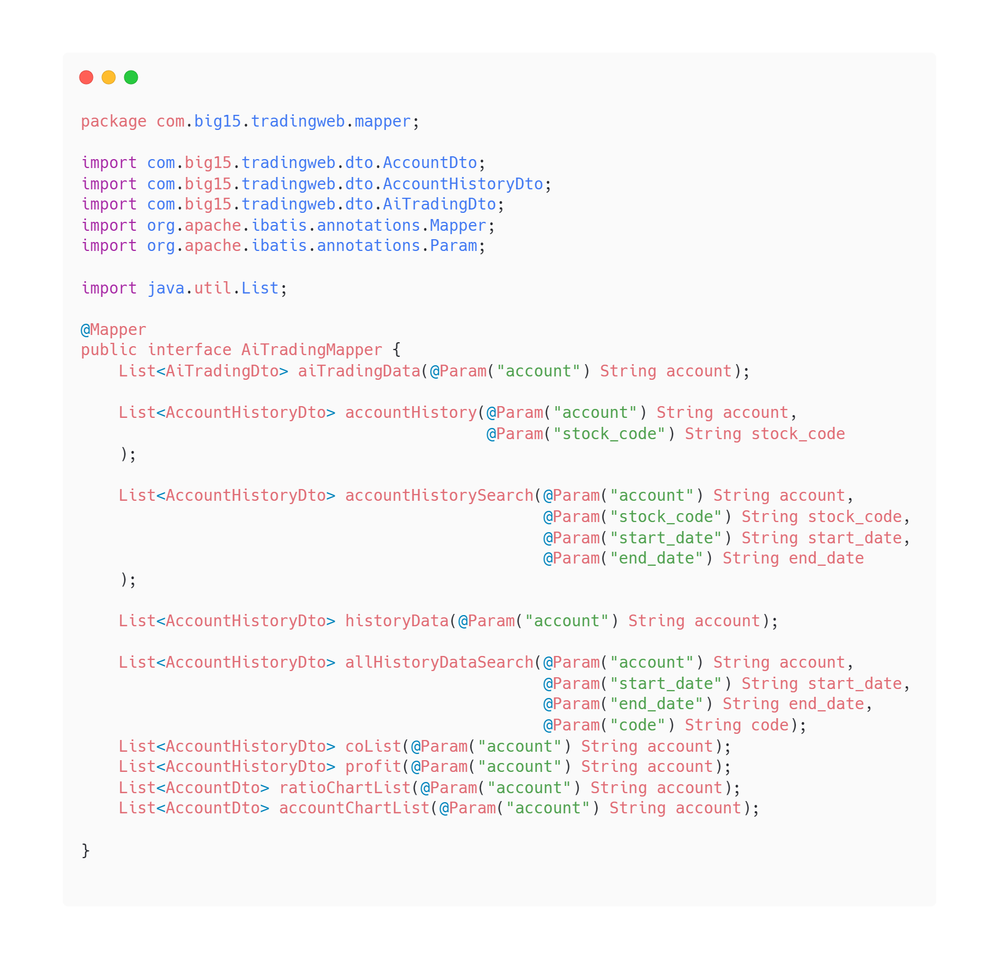 package com.big15.tradingweb.mapper;

import com.big15.tradingweb.dto.AccountDto;
import com.big15.tradingweb.dto.AccountHistoryDto;
import com.big15.tradingweb.dto.AiTradingDto;
import org.apache.ibatis.annotations.Mapper;
import org.apache.ibatis.annotations.Param;

import java.util.List;

@Mapper
public interface AiTradingMapper {
    List<AiTradingDto> aiTradingData(@Param("account") String account);

    List<AccountHistoryDto> accountHistory(@Param("account") String account,
                                           @Param("stock_code") String stock_code
    );

    List<AccountHistoryDto> accountHistorySearch(@Param("account") String account,
                                                 @Param("stock_code") String stock_code,
                                                 @Param("start_date") String start_date,
                                                 @Param("end_date") String end_date
    );

    List<AccountHistoryDto> historyData(@Param("account") String account);

    List<AccountHistoryDto> allHistoryDataSearch(@Param("account") String account,
                                                 @Param("start_date") String start_date,
                                                 @Param("end_date") String end_date,
                                                 @Param("code") String code);
    List<AccountHistoryDto> coList(@Param("account") String account);
    List<AccountHistoryDto> profit(@Param("account") String account);
    List<AccountDto> ratioChartList(@Param("account") String account);
    List<AccountDto> accountChartList(@Param("account") String account);

}